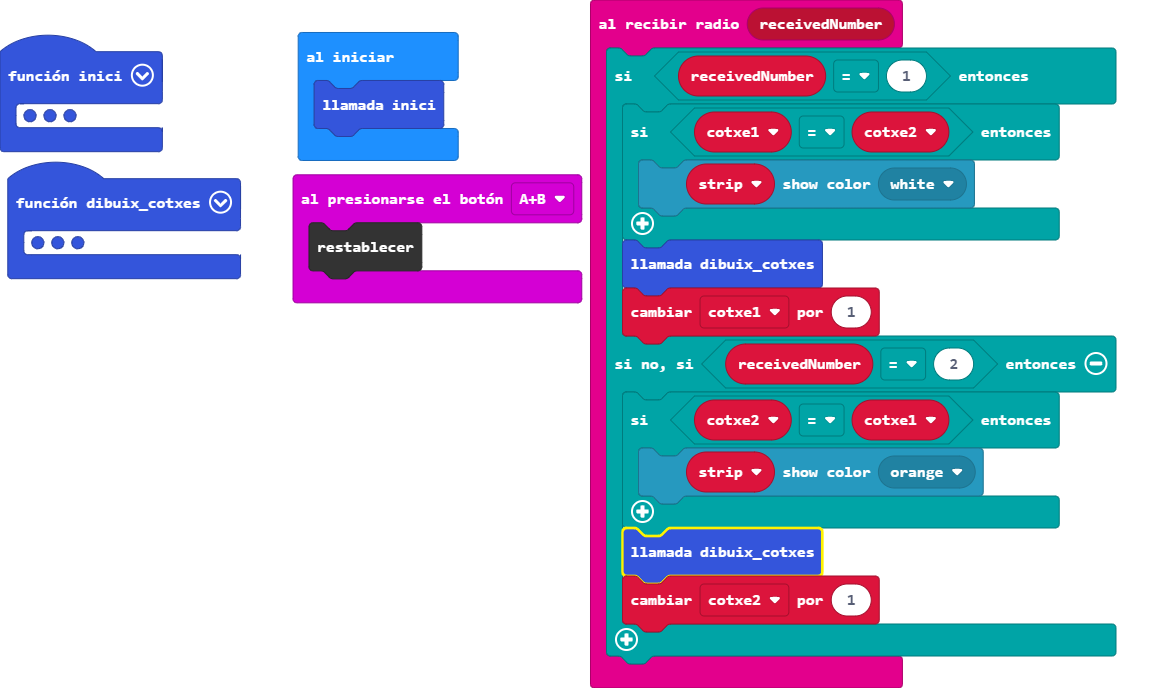 función inici
función dibuix_cotxes
al iniciar
llamada inici
al presionarse el botón A+B
restablecer
al recibir radio receivedNumber
si receivedNumber = 1 entonces
si cotxe1 = cotxe2 entonces
strip show color white
llamada dibuix_cotxes
cambiar cotxe1 por 1
si no, si receivedNumber = 2 entonces
si cotxe2 = cotxe1 entonces
strip show color orange
llamada dibuix_cotxes
cambiar cotxe2 por 1